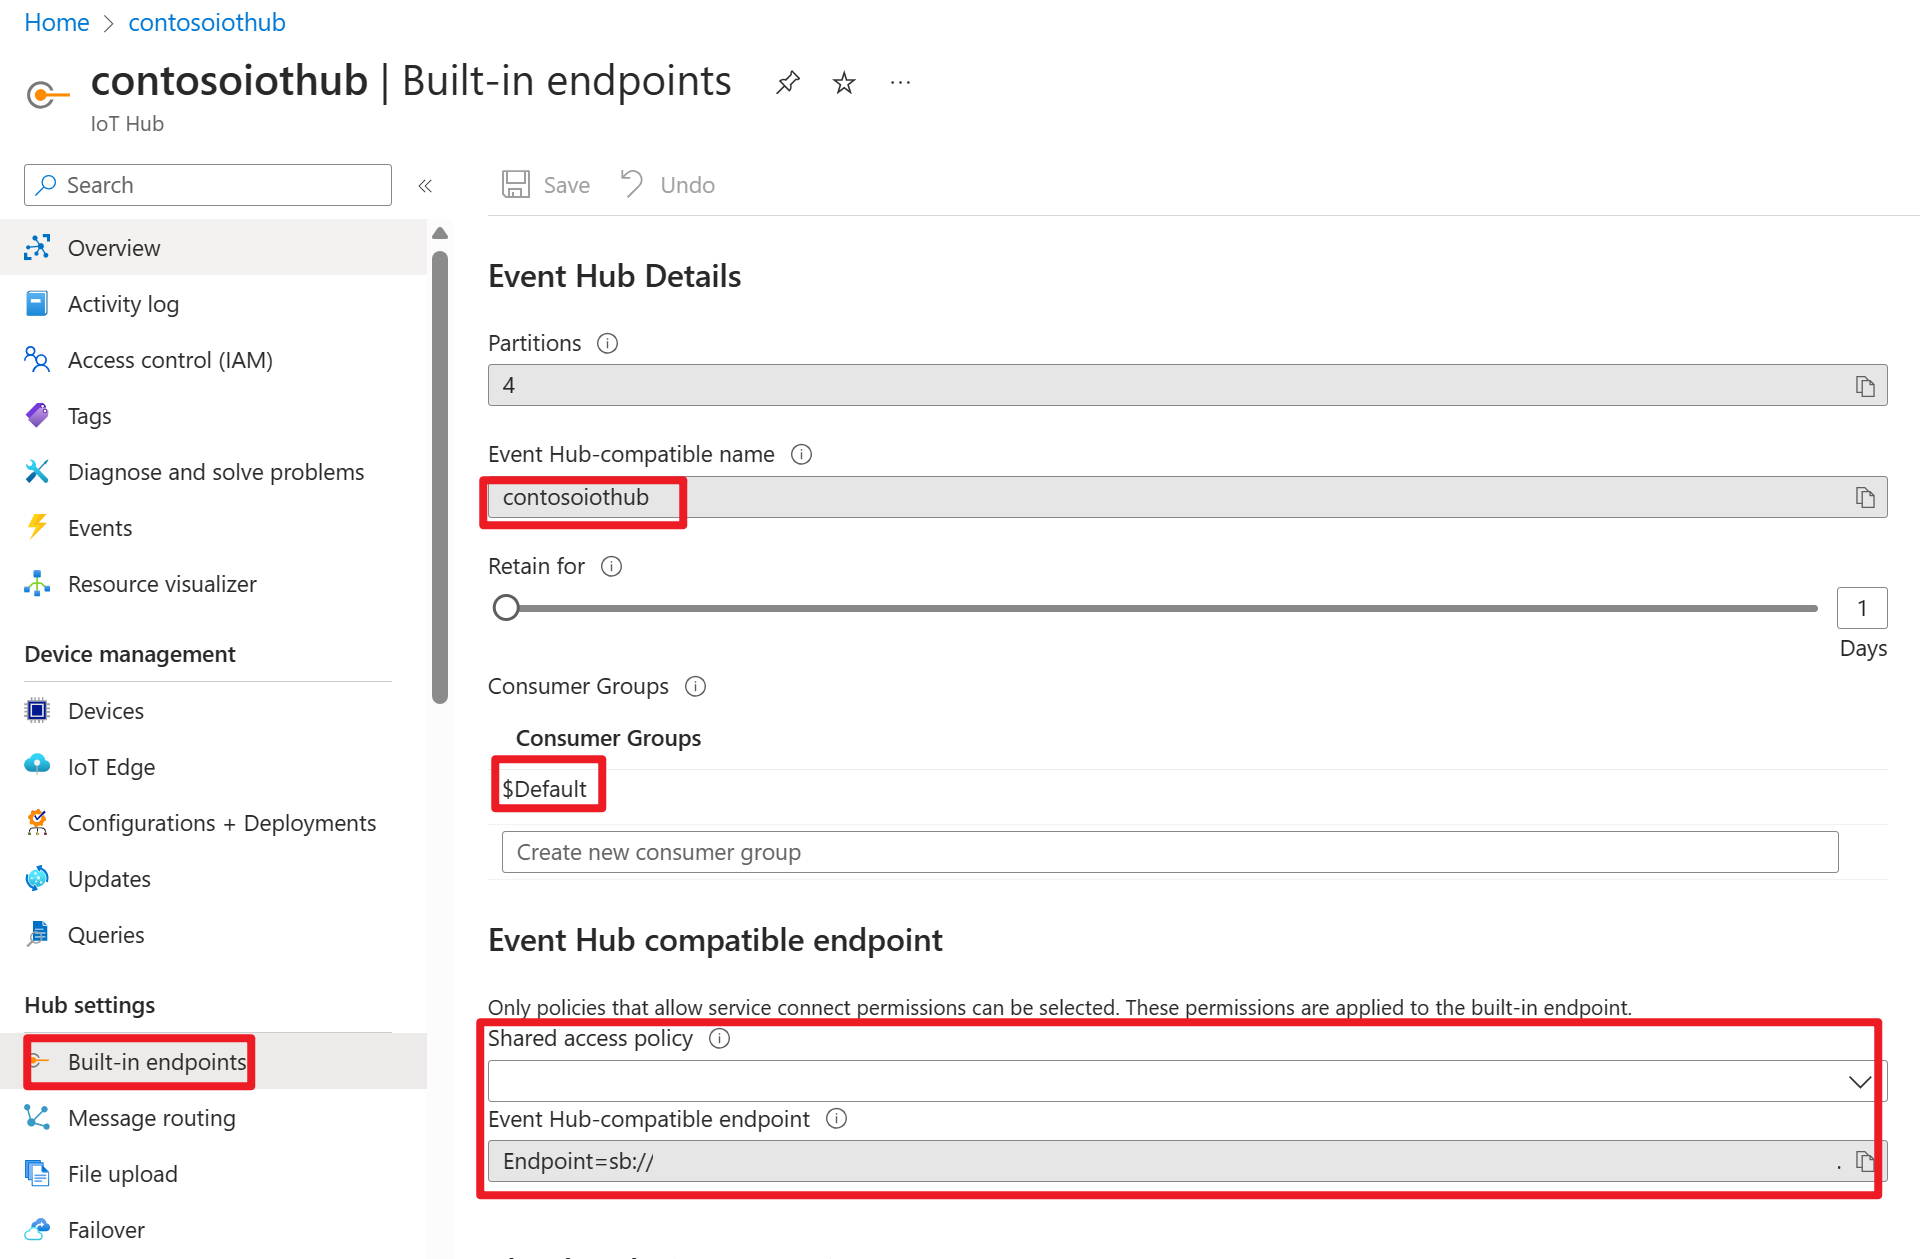 Home > contosoiothub
contosoiothub | Built-in endpoints
IoT Hub
Search
Save Undo
Overview
Activity log
Access control (IAM)
Tags
Diagnose and solve problems
Events
Resource visualizer
Device management
Devices
IoT Edge
Configurations + Deployments
Updates
Queries
Hub settings
Built-in endpoints
Message routing
File upload
Failover
Event Hub Details
Partitions
4
Event Hub-compatible name
contosoiothub
Retain for
1
Days
Consumer Groups
Consumer Groups
$Default
Create new consumer group
Event Hub compatible endpoint
Only policies that allow service connect permissions can be selected. These permissions are applied to the built-in endpoint.
Shared access policy
Event Hub-compatible endpoint
Endpoint=sb:// .